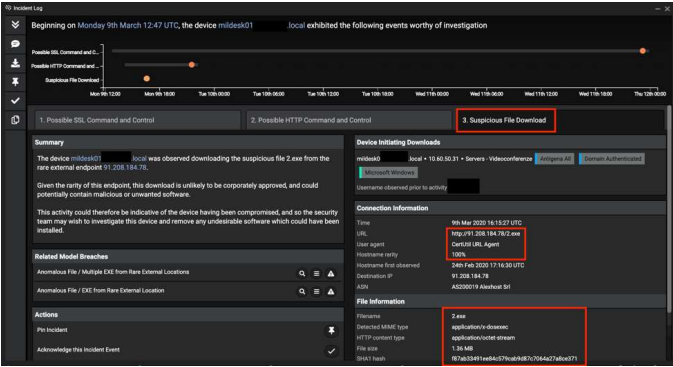 Incident Log
Beginning on Monday 9th March 12:47 UTC, the device mildesk01 .local exhibited the following events worthy of investigation
Possible SSL Command and C...
Possible HTTP Command and ...
Suspicious File Download
Mon 9th 12:00 Mon 9th 18:00 Tue 10th 00:00 Tue 10th 06:00 Tue 10th 12:00 Tue 10th 18:00 Wed 11th 00:00 Wed 11th 06:00 Wed 11th 12:00 Wed 11th 18:00 Thu 12th 00:00
1. Possible SSL Command and Control
2. Possible HTTP Command and Control
3. Suspicious File Download
Summary
The device mildesk01 .local was observed downloading the suspicious file 2.exe from the
rare external endpoint 91.208.184.78.
Given the rarity of this endpoint, this download is unlikely to be corporately approved, and could
potentially contain malicious or unwanted software.
This activity could therefore be indicative of the device having been compromised, and so the security
team may wish to investigate this device and remove any undesirable software which could have been
installed.
Related Model Breaches
Anomalous File / Multiple EXE from Rare External Locations
Anomalous File / EXE from Rare External Location
Actions
Pin Incident
Acknowledge this Incident Event
Device Initiating Downloads
mildesk0 .local • 10.60.50.31 • Servers - Videoconferenze Antigena All Domain Authenticated
Microsoft Windows
Username observed prior to activity
Connection Information
Time 9th Mar 2020 16:15:27 UTC
URL http://91.208.184.78/2.exe
User agent CertUtil URL Agent
Hostname rarity 100%
Hostname first observed 24th Feb 2020 17:16:30 UTC
Destination IP 91.208.184.78
ASN AS200019 Alexhost Srl
File Information
Filename 2.exe
Detected MIME type application/x-dosexec
HTTP content type application/octet-stream
File size 1.36 MB
SHA1 hash f87ab33491ee84c579cab9d87c7064a27a8ce371